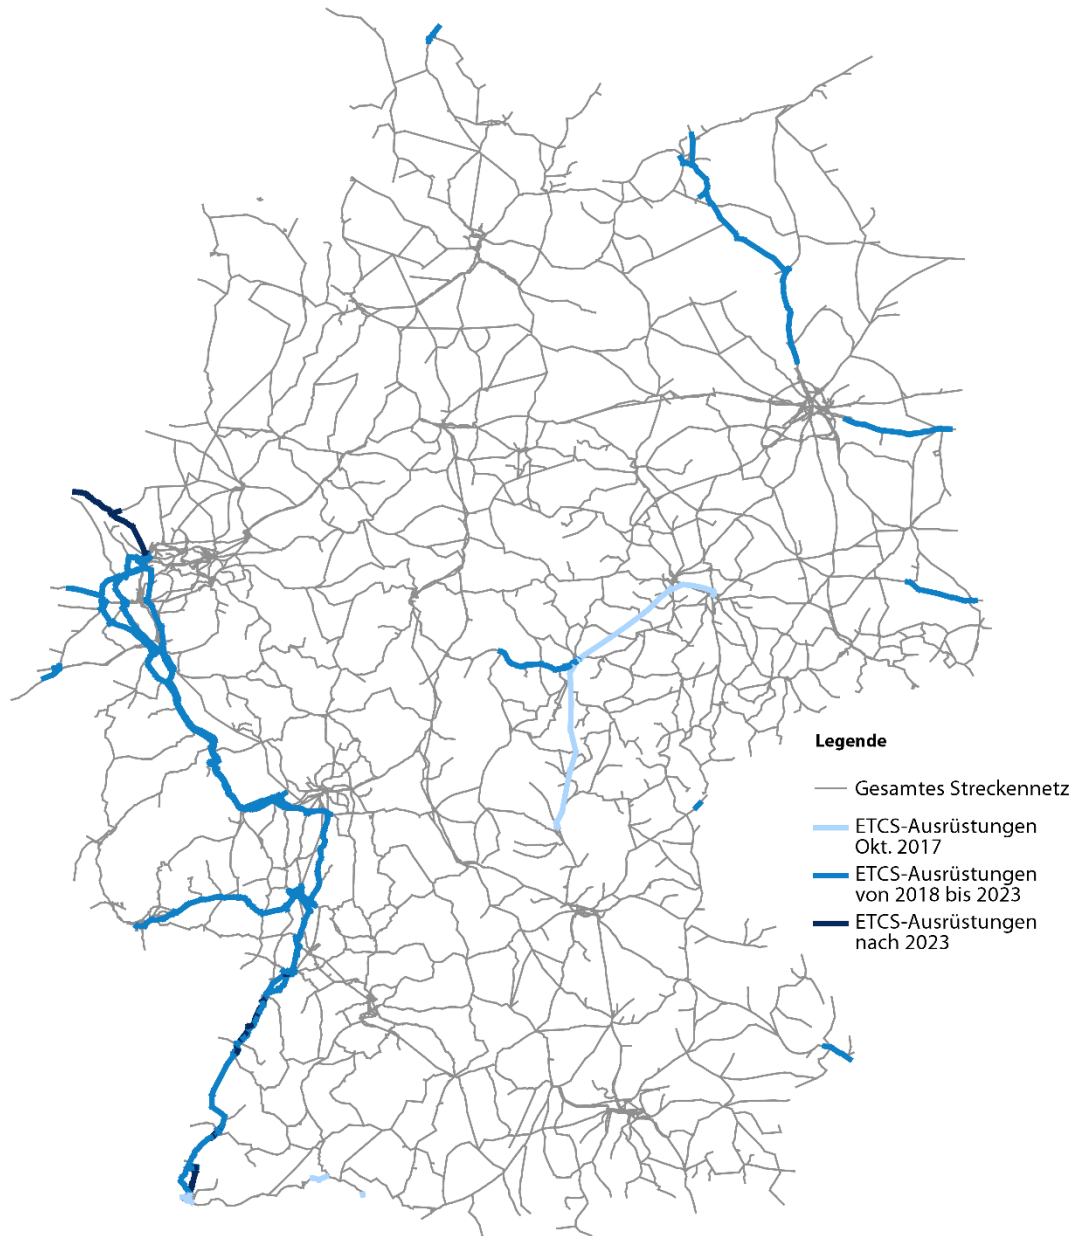 Legende
Gesamtes Streckennetz
ETCS-Ausrüstungen
Okt. 2017
ETCS-Ausrüstungen
von 2018 bis 2023
ETCS-Ausrüstungen
nach 2023